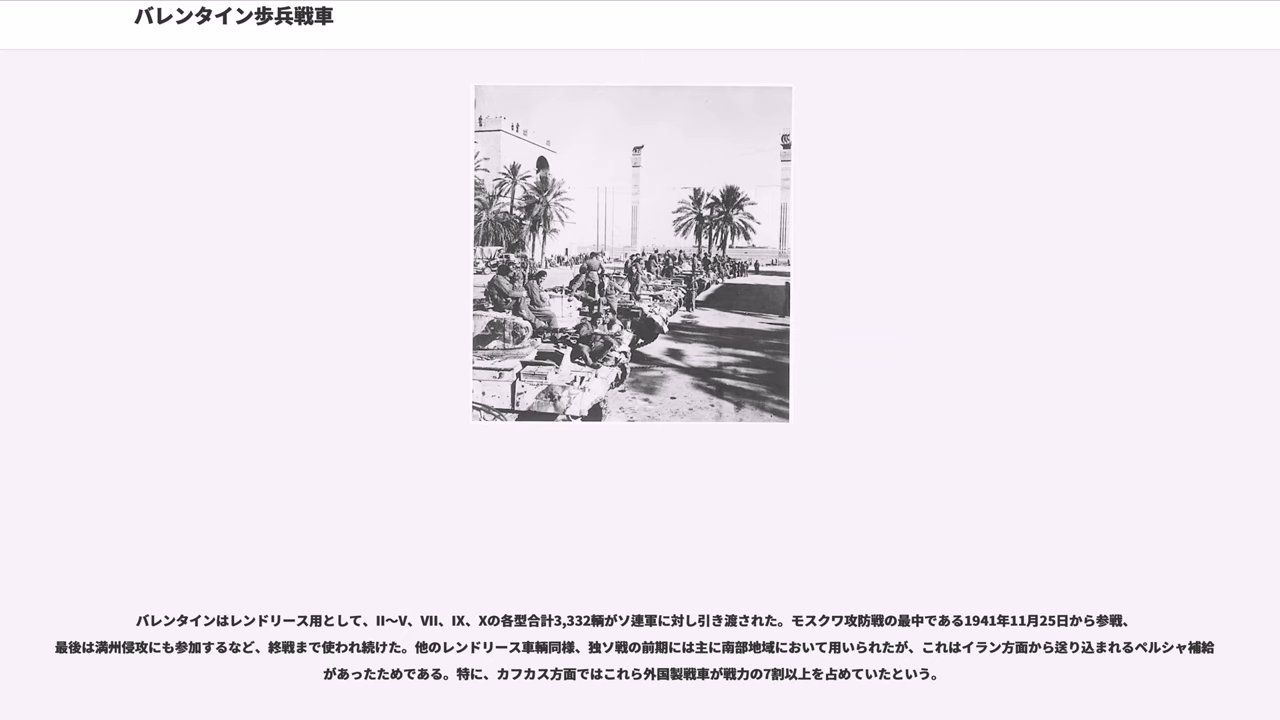 バレンタイン歩兵戦車
バレンタインはレンドリース用として、II〜V、VII、IX、Xの各型合計3,332輌がソ連軍に対し引き渡された。モスクワ攻防戦の最中である1941年11月25日から参戦、
最後は満州侵攻にも参加するなど、終戦まで使われ続けた。他のレンドリース車輌同様、独ソ戦の前期には主に南部地域において用いられたが、これはイラン方面から送り込まれるペルシャ補給
があったためである。特に、カフカス方面ではこれら外国製戦車が戦力の7割以上を占めていたという。